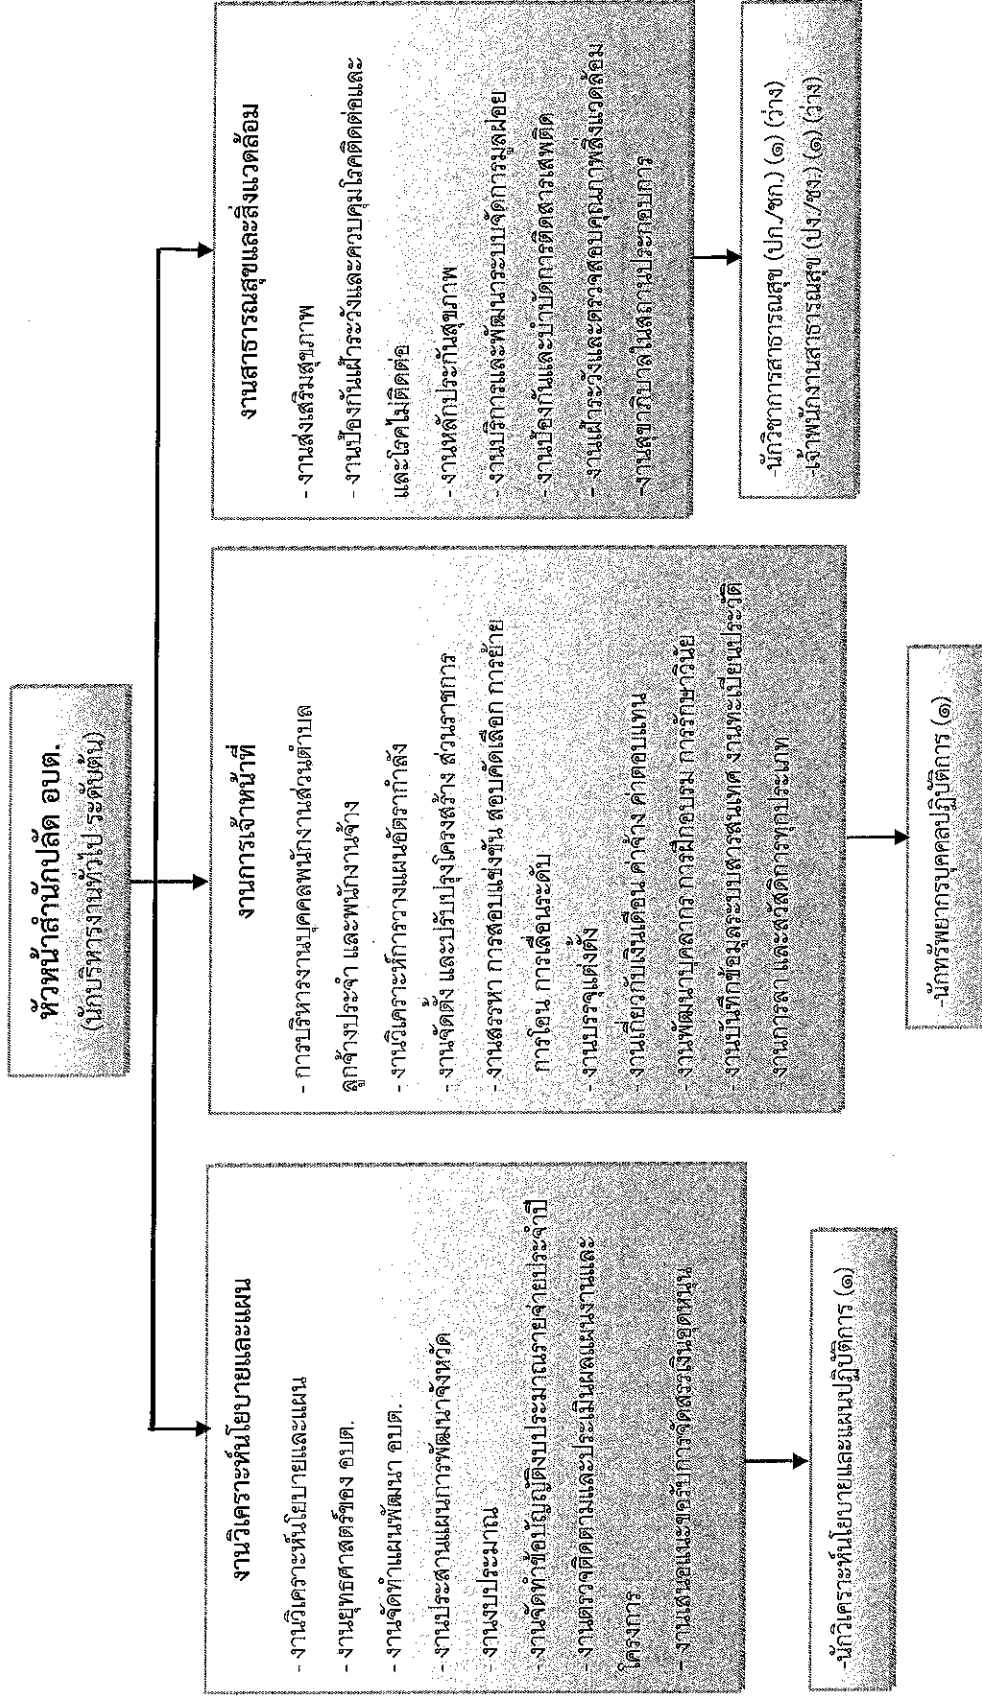 หัวหน้าสำนักปลัด อบต.
(นักบริหารงานทั่วไป ระดับต้น)
งานวิเคราะห์นโยบายและแผน
- งานวิเคราะห์นโยบายและแผน
- งานยุทธศาสตร์ของ อบต.
- งานจัดทำแผนพัฒนา อบต.
- งานประสานแผนการพัฒนาจังหวัด
- งานงบประมาณ
- งานจัดทำข้อบัญญัติงบประมาณรายจ่ายประจำปี
- งานตรวจติดตามและประเมินผลแผนงานและ
โครงการ
- งานเสนอแนะขอรับการจัดสรรเงินอุดหนุน
-นักวิเคราะห์นโยบายและแผนปฏิบัติการ (๑)
งานการเจ้าหน้าที่
- การบริหารงานบุคคลพนักงานส่วนตำบล
ลูกจ้างประจำ และพนักงานจ้าง
- งานวิเคราะห์การวางแผนอัตรากำลัง
- งานจัดตั้ง และปรับปรุงโครงสร้าง ส่วนราชการ
- งานสรรหา การสอบแข่งขัน สอบคัดเลือก การย้าย
การโอน การเลื่อนระดับ
- งานบรรจุแต่งตั้ง
- งานเกี่ยวกับเงินเดือน ค่าจ้าง ค่าตอบแทน
- งานพัฒนาบุคลากร การฝึกอบรม การรักษาวินัย
- งานบันทึกข้อมูลระบบสารสนเทศ งานทะเบียนประวัติ
- งานการลา และสวัสดิการทุกประเภท
-นักทรัพยากรบุคคลปฏิบัติการ (๑)
งานสาธารณสุขและสิ่งแวดล้อม
- งานส่งเสริมสุขภาพ
- งานป้องกันเฝ้าระวังและควบคุมโรคติดต่อและ
และโรคไม่ติดต่อ
- งานหลักประกันสุขภาพ
- งานบริการและพัฒนาระบบจัดการมูลฝอย
- งานป้องกันและบำบัดการติดสารเสพติด
- งานเฝ้าระวังและตรวจสอบคุณภาพสิ่งแวดล้อม
-งานสุขาภิบาลในสถานประกอบการ
-นักวิชาการสาธารณสุข (ปก./ชก.) (๑) (ว่าง)
-เจ้าพนักงานสาธารณสุข (ปง./ชง.) (๑) (ว่าง)